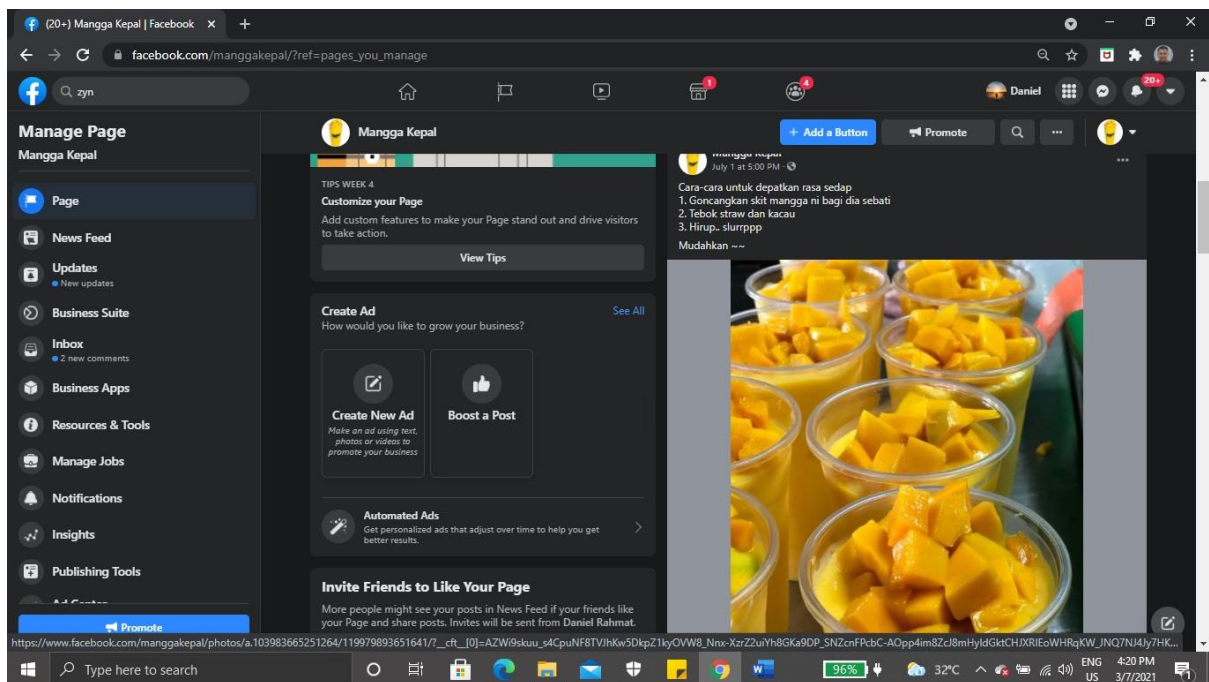 (20+) Mangga Kepal | Facebook
facebook.com/manggakepal/?ref=pages_you_manage
zyn
1
4
Daniel
20+
Manage Page
Mangga Kepal
Page
News Feed
Updates
New updates
Business Suite
Inbox
2 new comments
Business Apps
Resources & Tools
Manage Jobs
Notifications
Insights
Publishing Tools
Ad Center
Promote
Mangga Kepal
+ Add a Button
Promote
TIPS WEEK 4
Customize your Page
Add custom features to make your Page stand out and drive visitors
to take action.
View Tips
Create Ad
See All
How would you like to grow your business?
Create New Ad
Make an ad using text,
photos or videos to
promote your business
Boost a Post
Automated Ads
Get personalized ads that adjust over time to help you get
better results.
Invite Friends to Like Your Page
More people might see your posts in News Feed if your friends like
your Page and share posts. Invites will be sent from Daniel Rahmat.
Mangga Kepal
July 1 at 5:00 PM ·
Cara-cara untuk depatkan rasa sedap
1. Goncangkan skit mangga ni bagi dia sebati
2. Tebok straw dan kacau
3. Hirup.. slurrppp
Mudahkan ~~
Type here to search
96%
32°C
ENG
US
4:20 PM
3/7/2021